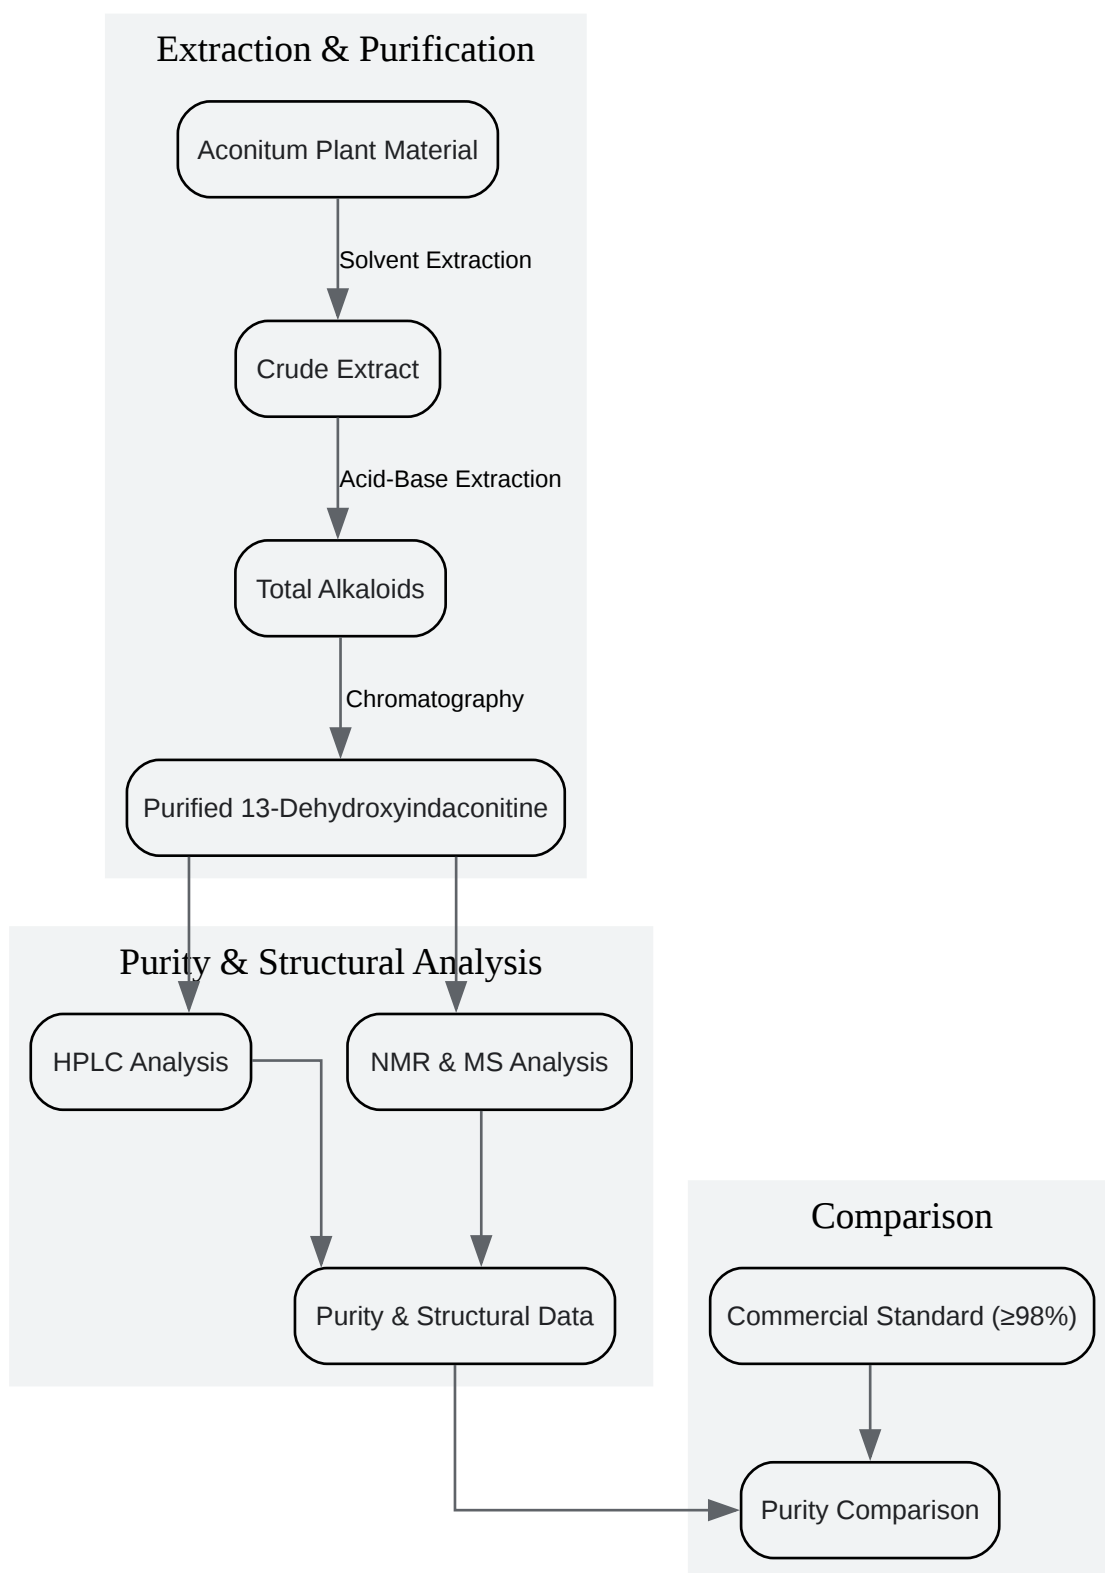 Extraction & Purification
Aconitum Plant Material
Solvent Extraction
Crude Extract
Acid-Base Extraction
Total Alkaloids
Chromatography
Purified 13-Dehydroxyindaconitine
Purity & Structural Analysis
HPLC Analysis
NMR & MS Analysis
Purity & Structural Data
Comparison
Commercial Standard (≥98%)
Purity Comparison